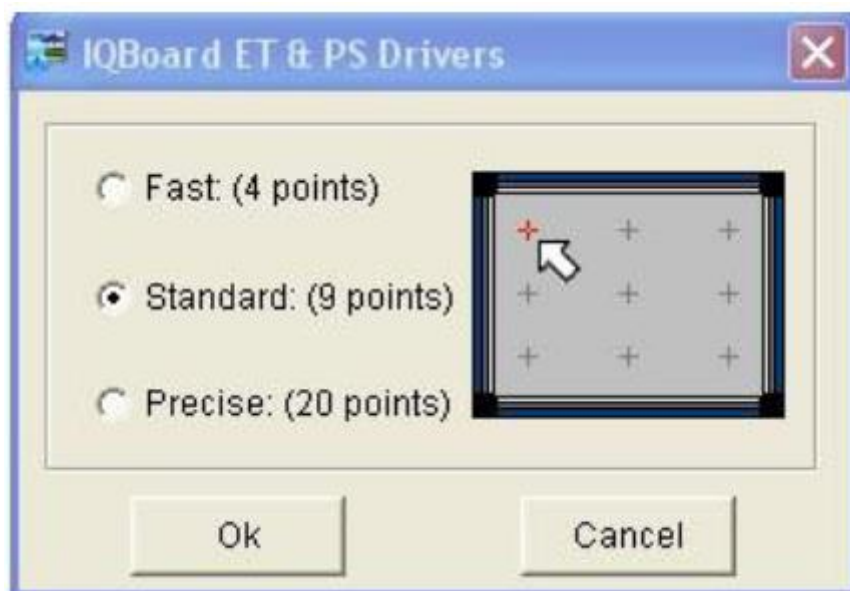 IQBoard ET & PS Drivers
Fast: (4 points)
Standard: (9 points)
Precise: (20 points)
Ok
Cancel